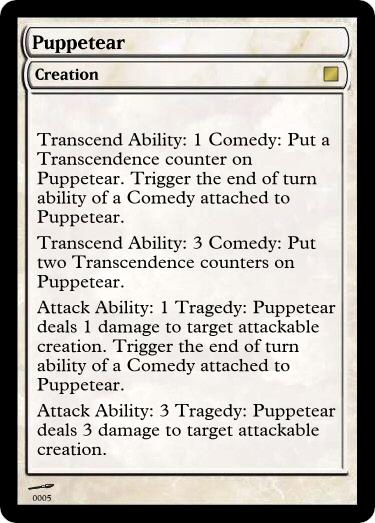 Puppetear
Creation
Transcend Ability: 1 Comedy: Put a
Transcendence counter on
Puppetear. Trigger the end of turn
ability of a Comedy attached to
Puppetear.
Transcend Ability: 3 Comedy: Put
two Transcendence counters on
Puppetear.
Attack Ability: 1 Tragedy: Puppetear
deals 1 damage to target attackable
creation. Trigger the end of turn
ability of a Comedy attached to
Puppetear.
Attack Ability: 3 Tragedy: Puppetear
deals 3 damage to target attackable
creation.
0005